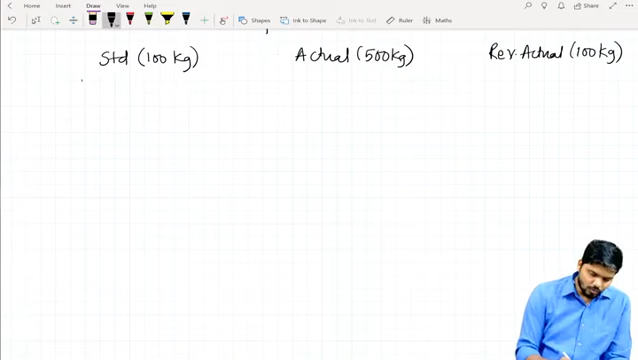 Home Insert Draw View Help Share
Shapes Ink to Shape Ink to Text Ruler Maths
Std (100 kg) Actual (500kg) Rev. Actual (100kg)